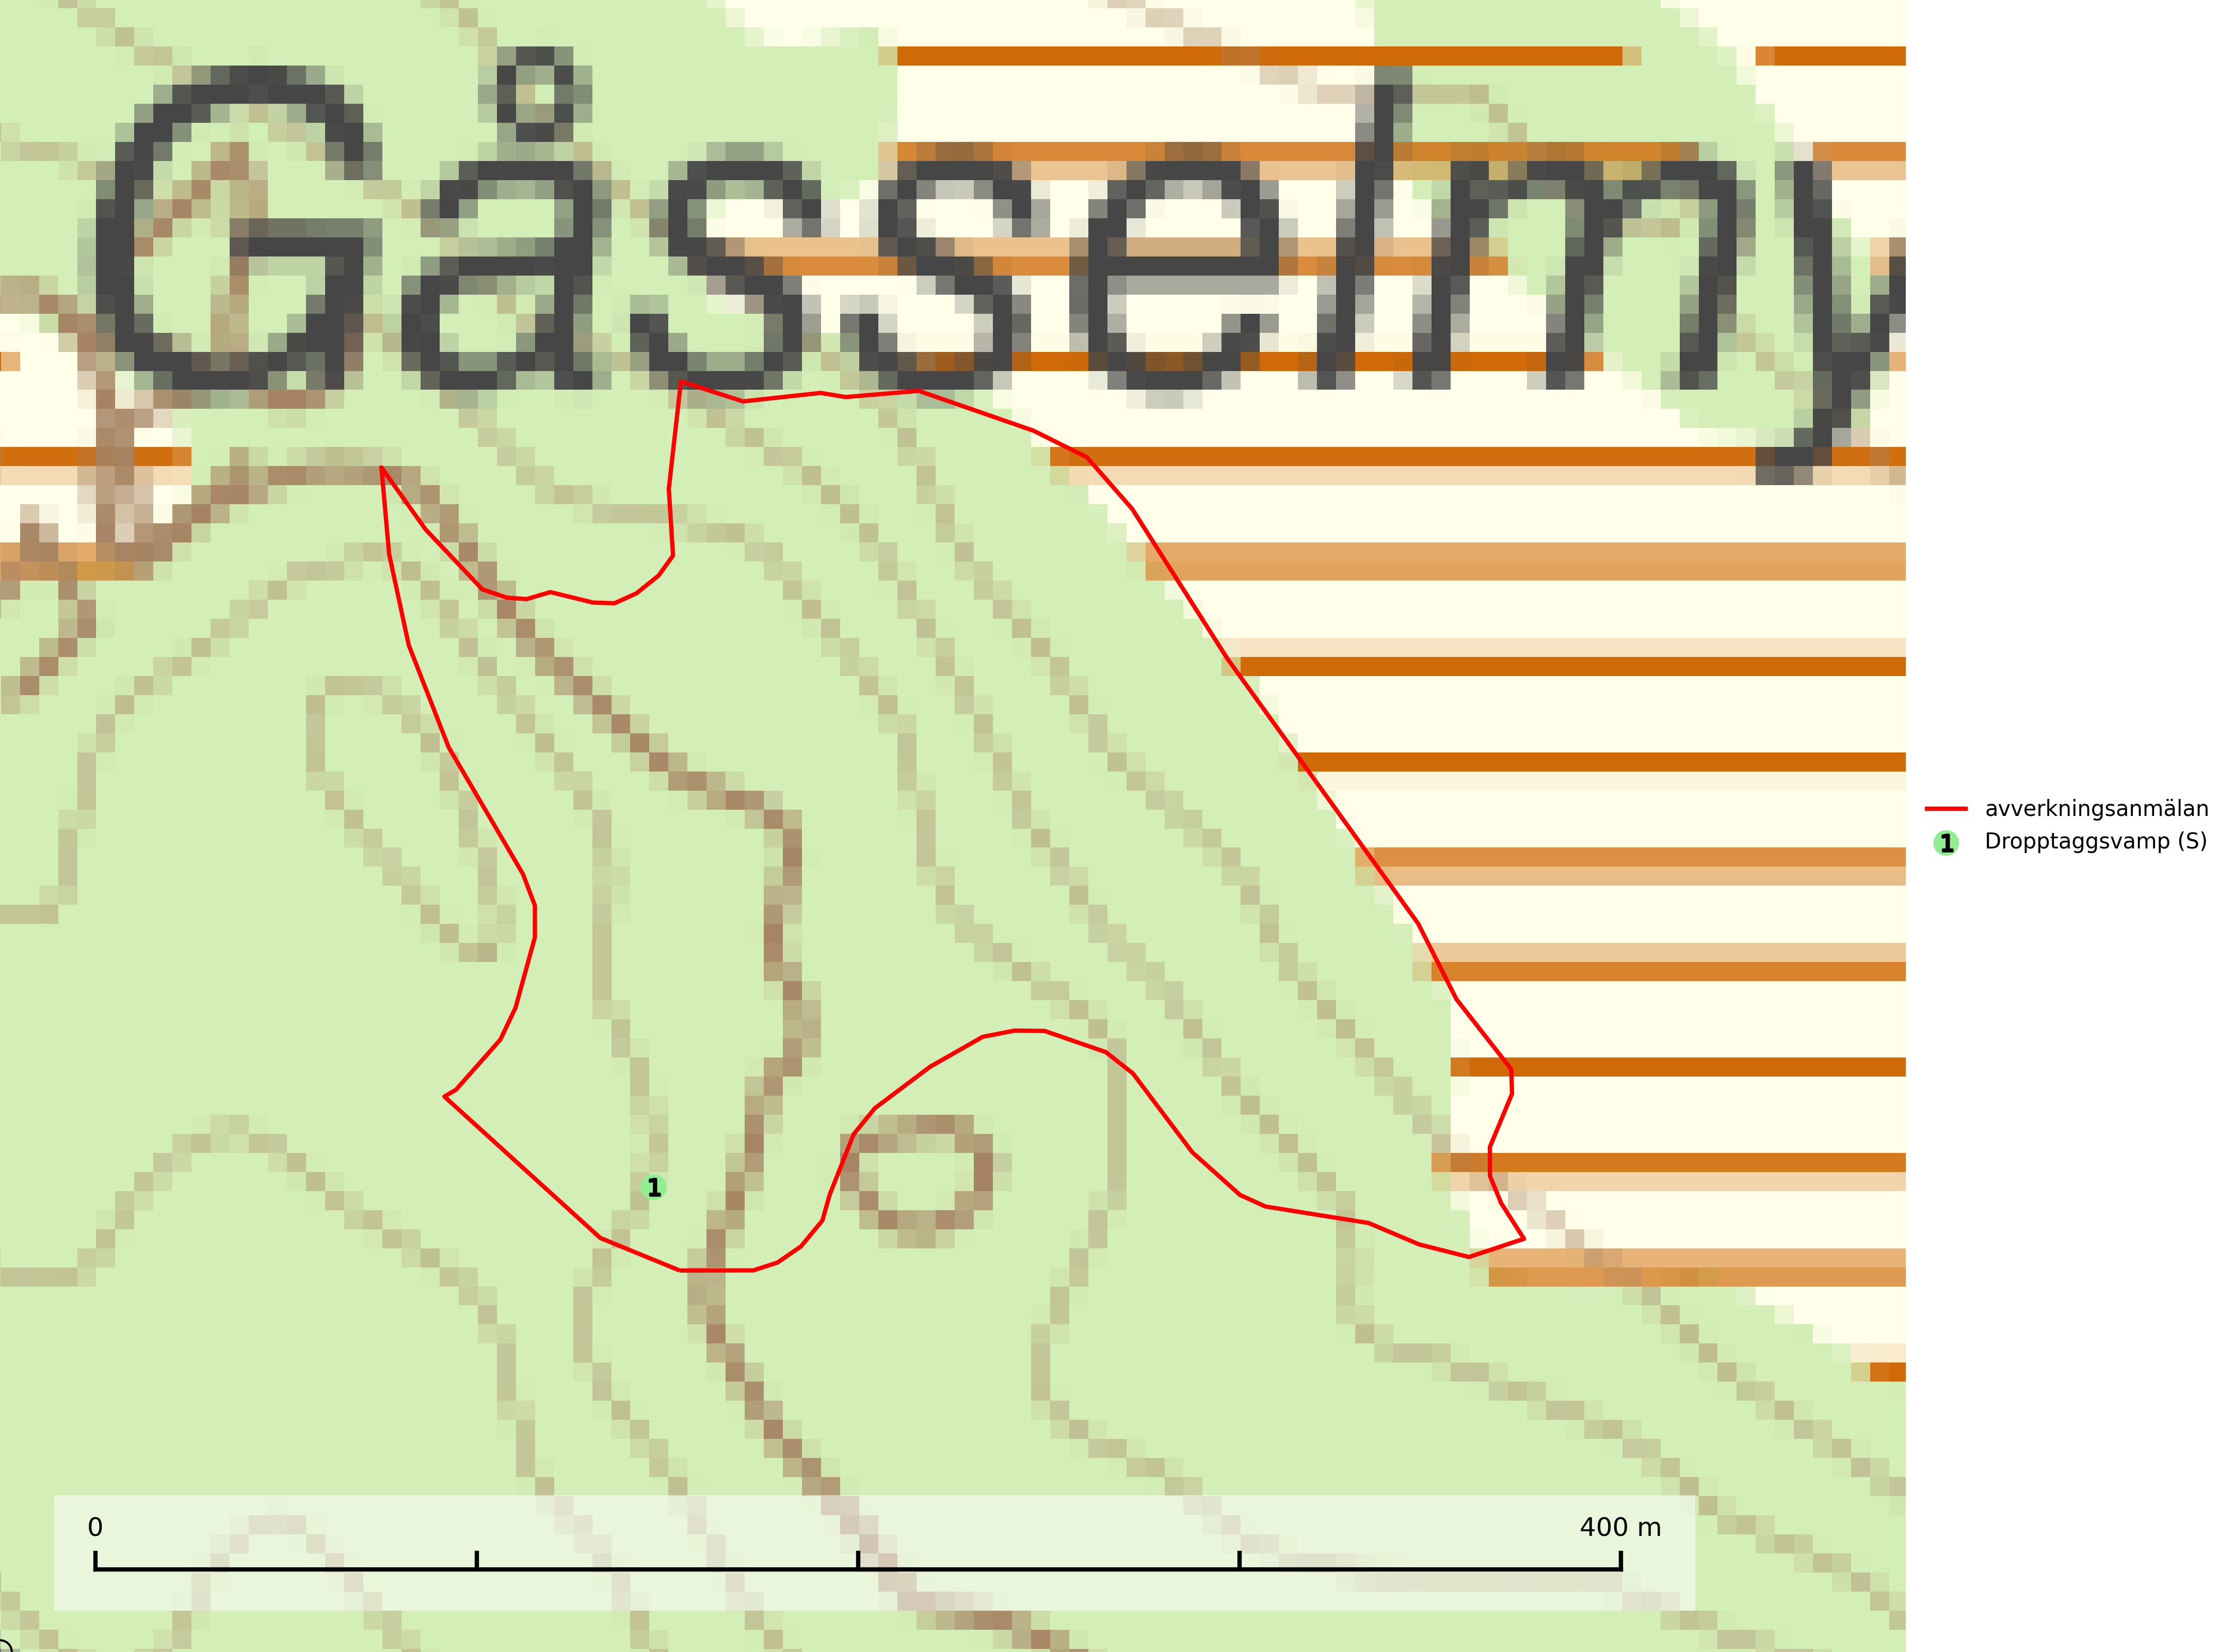 Gåsselmy
avverkningsanmälan
1 Dropptaggsvamp (S)
1
0 400 m